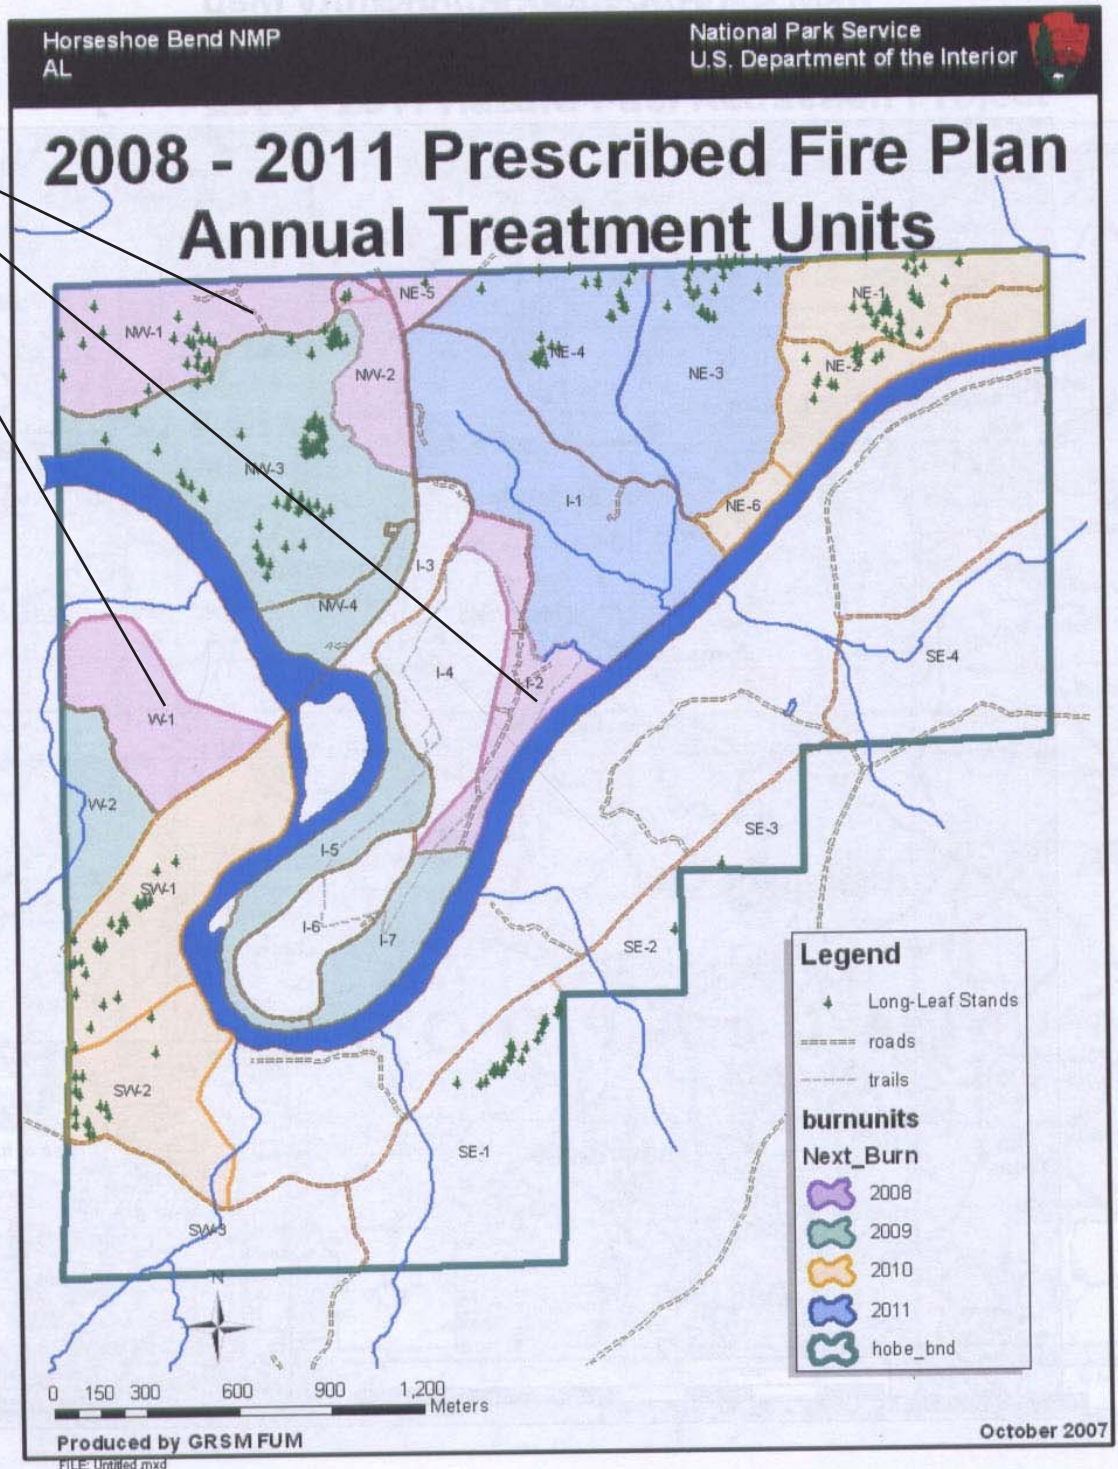 Horseshoe Bend NMP
AL
National Park Service
U.S. Department of the Interior
2008 - 2011 Prescribed Fire Plan
Annual Treatment Units
NE-5
NE-1
NW-1
NE-4
NE-2
NW-2
NE-3
NW-3
I-1
NE-6
I-3
NW-4
SE-4
I-4
I-2
W-1
W-2
SE-3
I-5
SW-1
I-6
I-7
SE-2
SW-2
SE-1
SW-3
N
Legend
Long-Leaf Stands
roads
trails
burnunits
Next_Burn
2008
2009
2010
2011
hobe_bnd
0 150 300 600 900 1,200
Meters
Produced by GRSM FUM
October 2007
FILE: Untitled.mxd